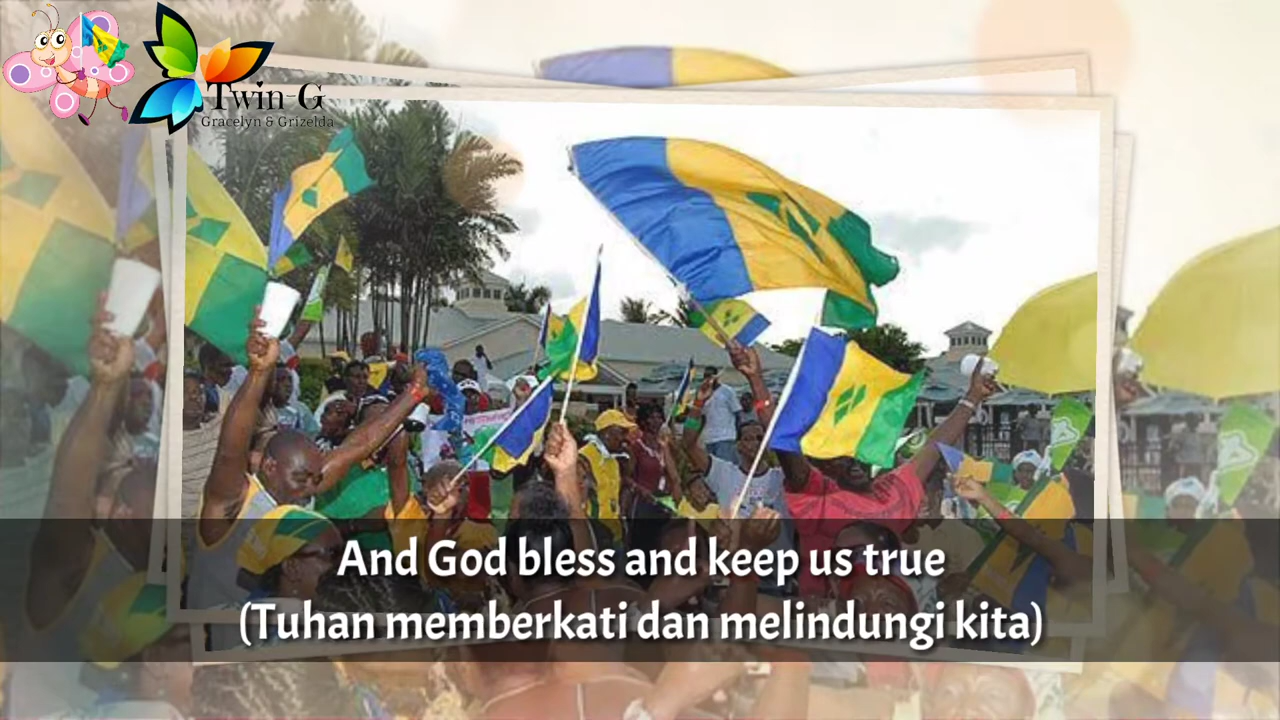 Twin-G
Gracelyn & Grizelda
And God bless and keep us true
(Tuhan memberkati dan melindungi kita)